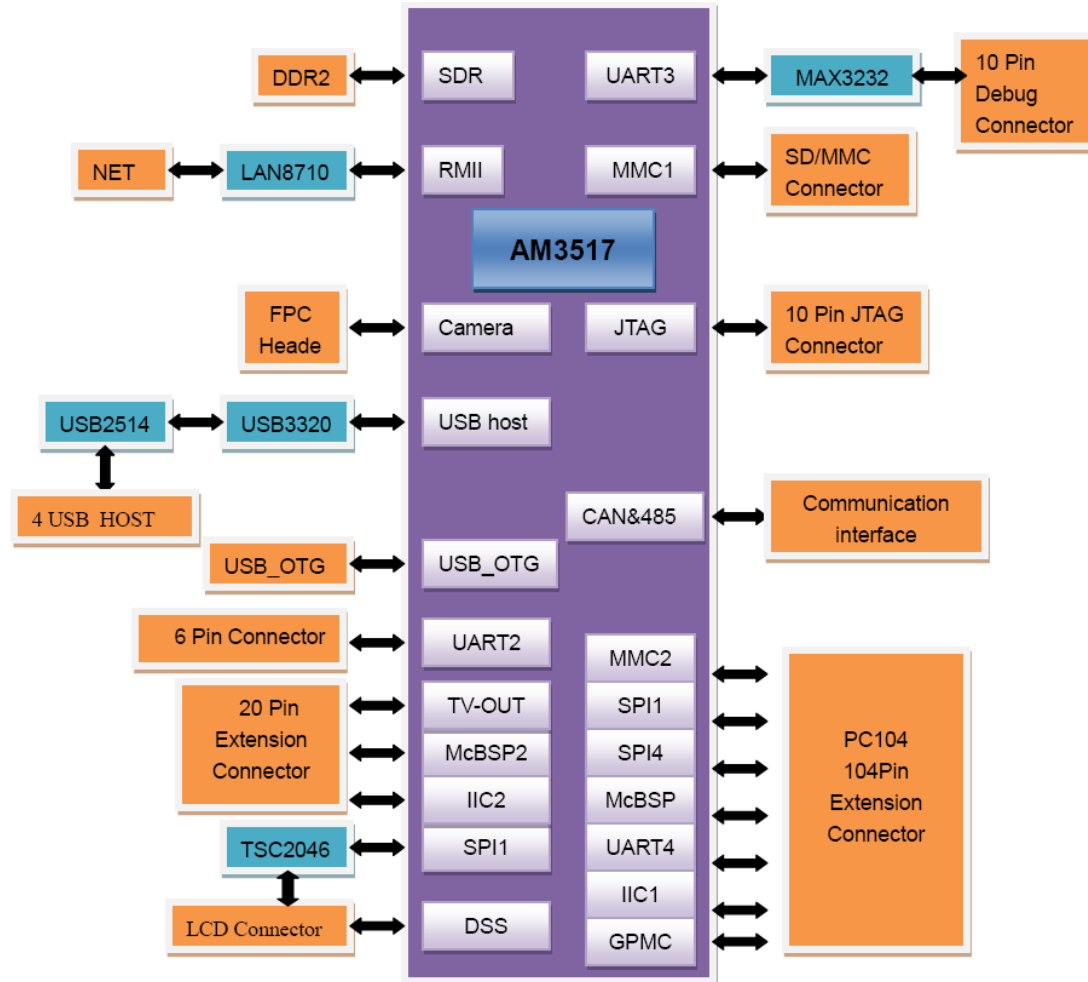 DDR2
SDR
UART3
MAX3232
10 Pin
Debug
Connector
NET
LAN8710
RMII
MMC1
SD/MMC
Connector
AM3517
FPC
Heade
Camera
JTAG
10 Pin JTAG
Connector
USB2514
USB3320
USB host
4 USB HOST
CAN&485
Communication
interface
USB_OTG
USB_OTG
6 Pin Connector
UART2
20 Pin
Extension
Connector
TV-OUT
McBSP2
IIC2
TSC2046
SPI1
LCD Connector
DSS
MMC2
SPI1
SPI4
McBSP
UART4
IIC1
GPMC
PC104
104Pin
Extension
Connector